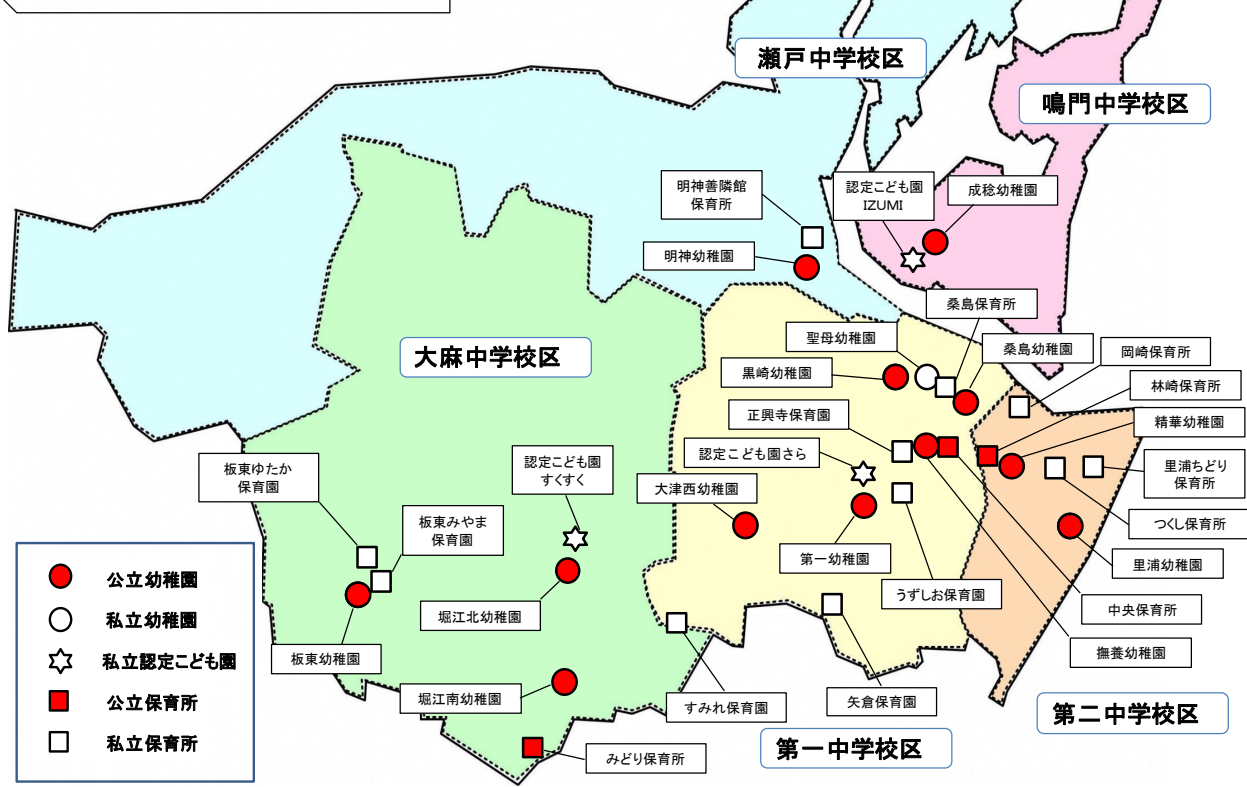 瀬戸中学校区
鳴門中学校区
明神善隣館
保育所
認定こども園
IZUMI
成稔幼稚園
明神幼稚園
桑島保育所
聖母幼稚園
桑島幼稚園
岡崎保育所
大麻中学校区
黒崎幼稚園
林崎保育所
正興寺保育園
精華幼稚園
認定こども園さら
板東ゆたか
保育園
認定こども園
すくすく
里浦ちどり
保育所
大津西幼稚園
板東みやま
保育園
つくし保育所
第一幼稚園
里浦幼稚園
うずしお保育園
中央保育所
堀江北幼稚園
撫養幼稚園
板東幼稚園
堀江南幼稚園
すみれ保育園
矢倉保育園
第二中学校区
第一中学校区
みどり保育所
公立幼稚園
私立幼稚園
私立認定こども園
公立保育所
私立保育所